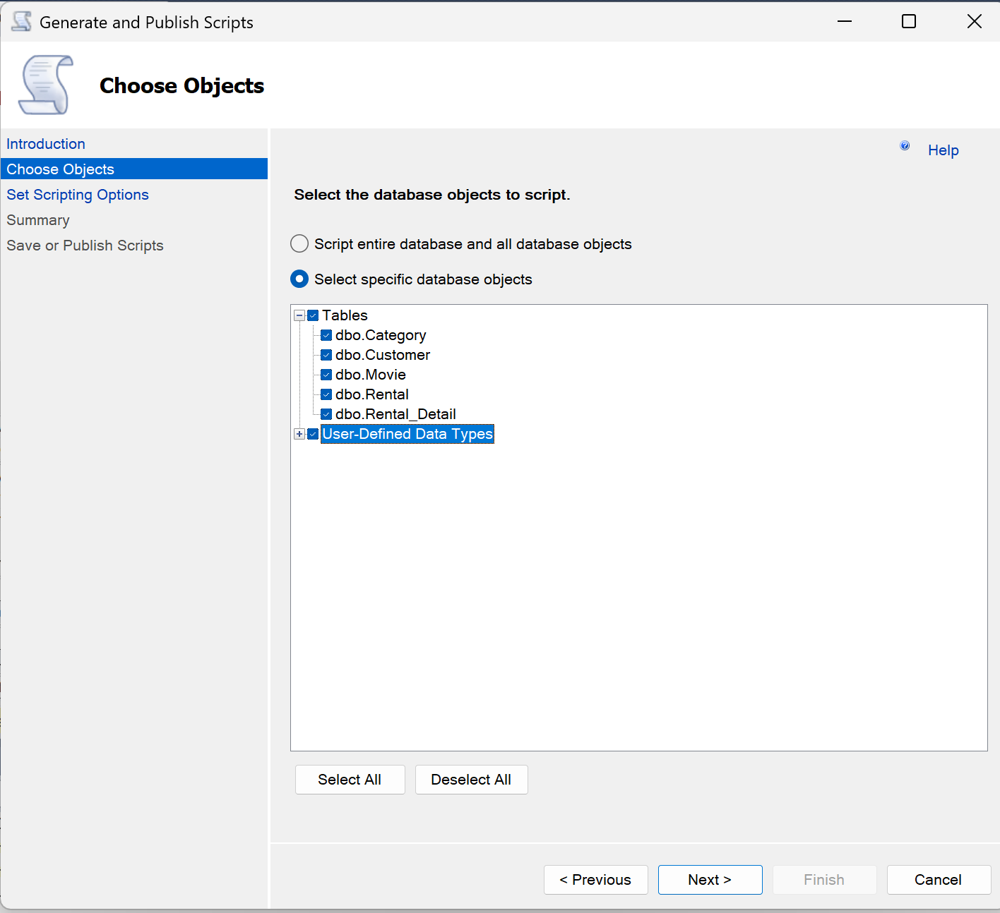 Generate and Publish Scripts
Choose Objects
Introduction
Choose Objects
Set Scripting Options
Summary
Save or Publish Scripts
Help
Select the database objects to script.
Script entire database and all database objects
Select specific database objects
Tables
dbo.Category
dbo.Customer
dbo.Movie
dbo.Rental
dbo.Rental_Detail
User-Defined Data Types
Select All
Deselect All
< Previous
Next >
Finish
Cancel